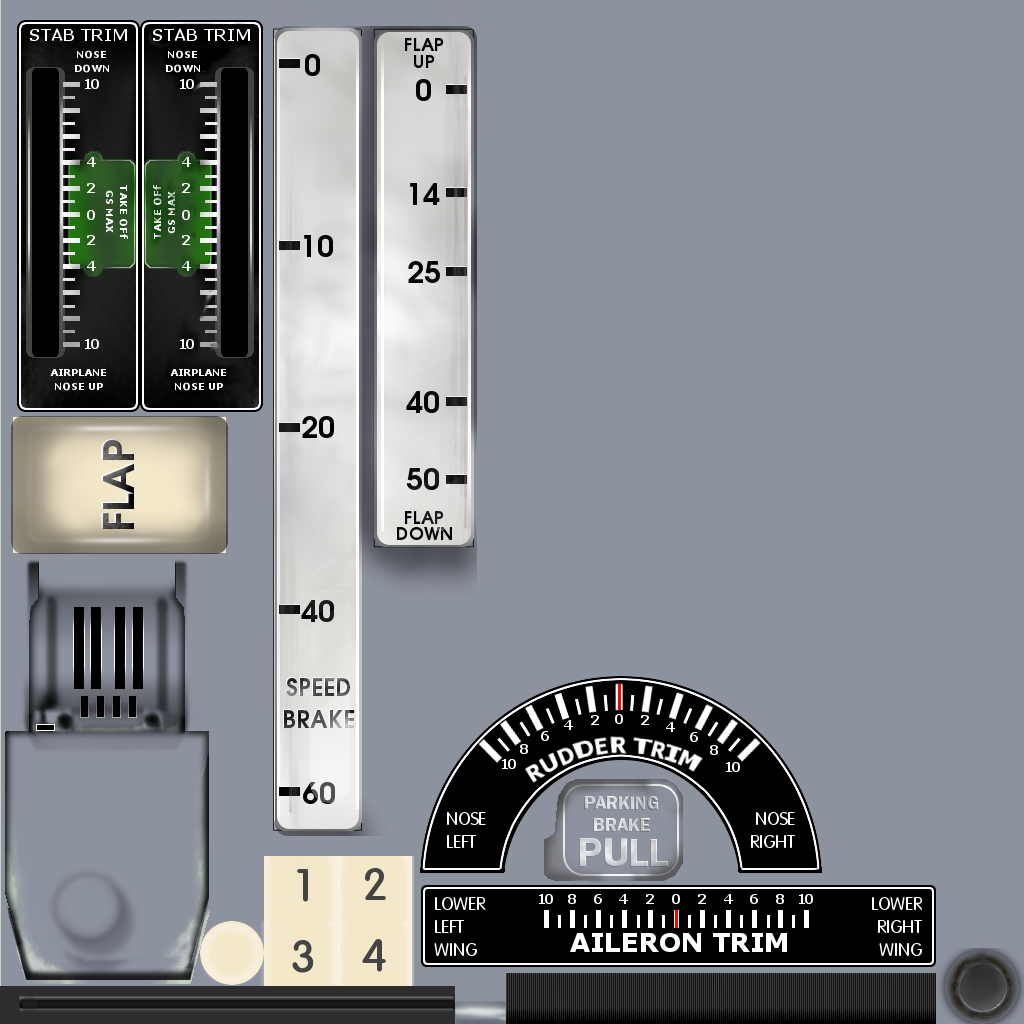 STAB TRIM
NOSE
DOWN
10
4
2
0
2
4
10
TAKE OFf
GS MAX
AIRPLANE
NOSE UP
STAB TRIM
NOSE
DOWN
10
4
2
0
2
4
10
TAKE OFf
GS MAX
AIRPLANE
NOSE UP
0
10
20
40
SPEED
BRAKE
60
FLAP
UP
0
14
25
40
50
FLAP
DOWN
FLAP
1 2
3 4
10 8 6 4 2 0 2 4 6 8 10
RUDDER TRIM
NOSE
LEFT
NOSE
RIGHT
PARKING
BRAKE
PULL
LOWER
LEFT
WING
10 8 6 4 2 0 2 4 6 8 10
AILERON TRIM
LOWER
RIGHT
WING